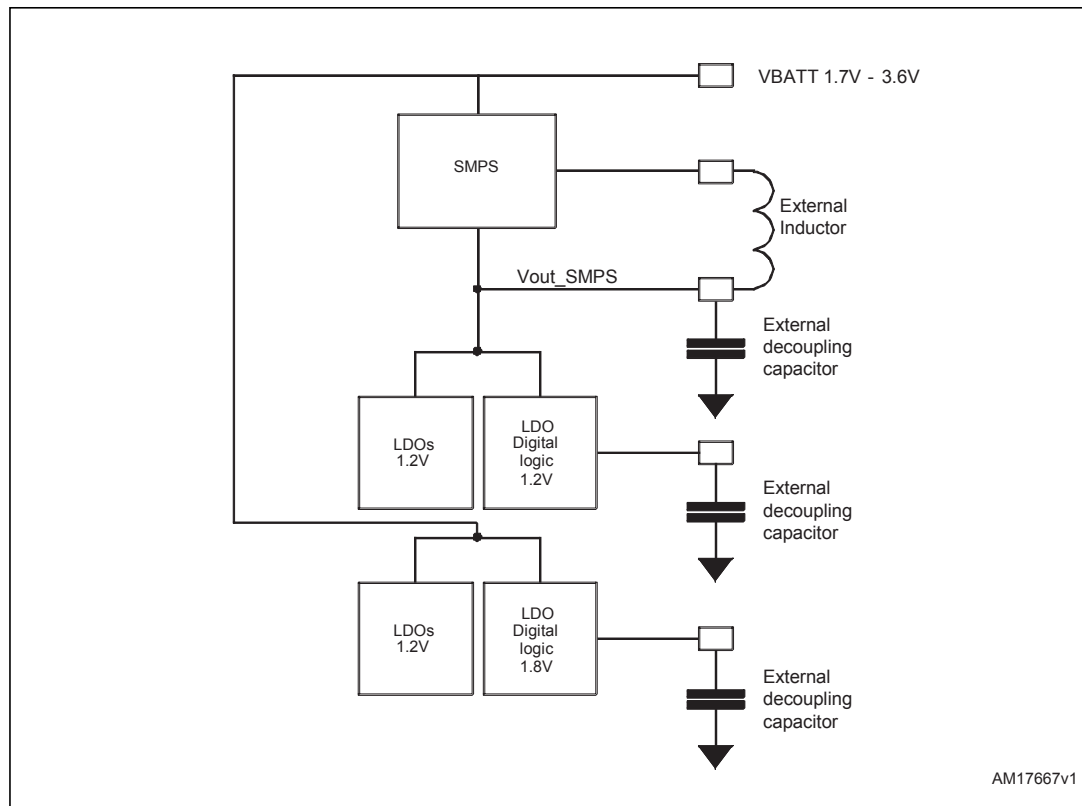 VBATT 1.7V - 3.6V
SMPS
External
Inductor
Vout_SMPS
External
decoupling
capacitor
LDOs
1.2V
LDO
Digital
logic
1.2V
External
decoupling
capacitor
LDOs
1.2V
LDO
Digital
logic
1.8V
External
decoupling
capacitor
AM17667v1